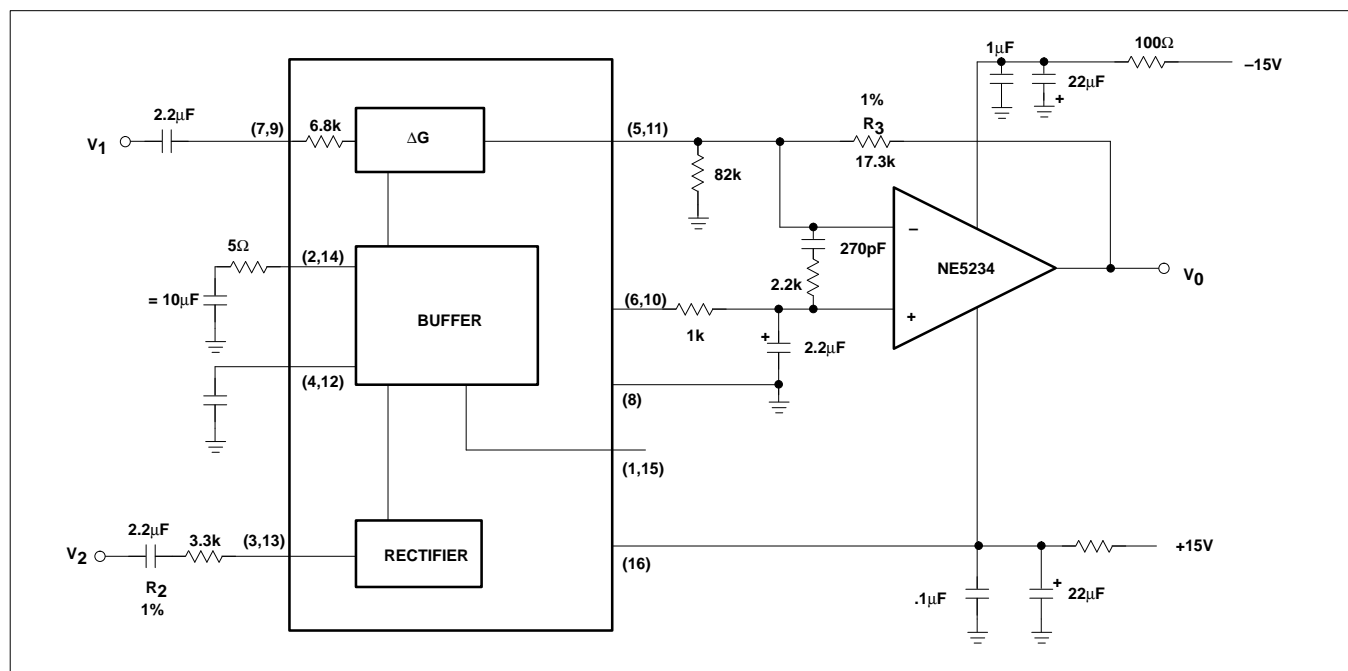 1μF
100Ω
–15V
22μF
+
2.2μF
(7,9)
6.8k
ΔG
(5,11)
1%
R3
17.3k
V1
82k
5Ω
(2,14)
= 10μF
BUFFER
(6,10)
270pF
2.2k
–
+
NE5234
V0
1k
+
2.2μF
(4,12)
(8)
(1,15)
2.2μF
3.3k
(3,13)
V2
R2
1%
RECTIFIER
(16)
+15V
.1μF
+
22μF